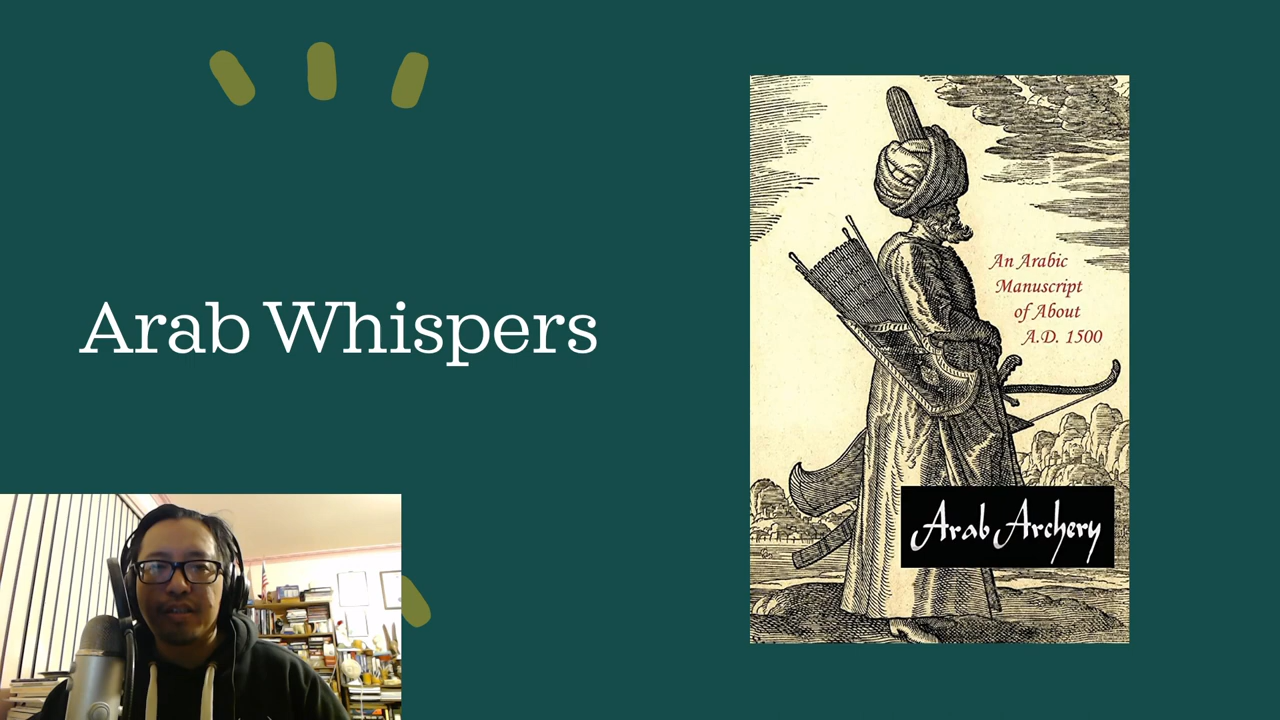 Arab Whispers
An Arabic
Manuscript
of About
A.D. 1500
Arab Archery